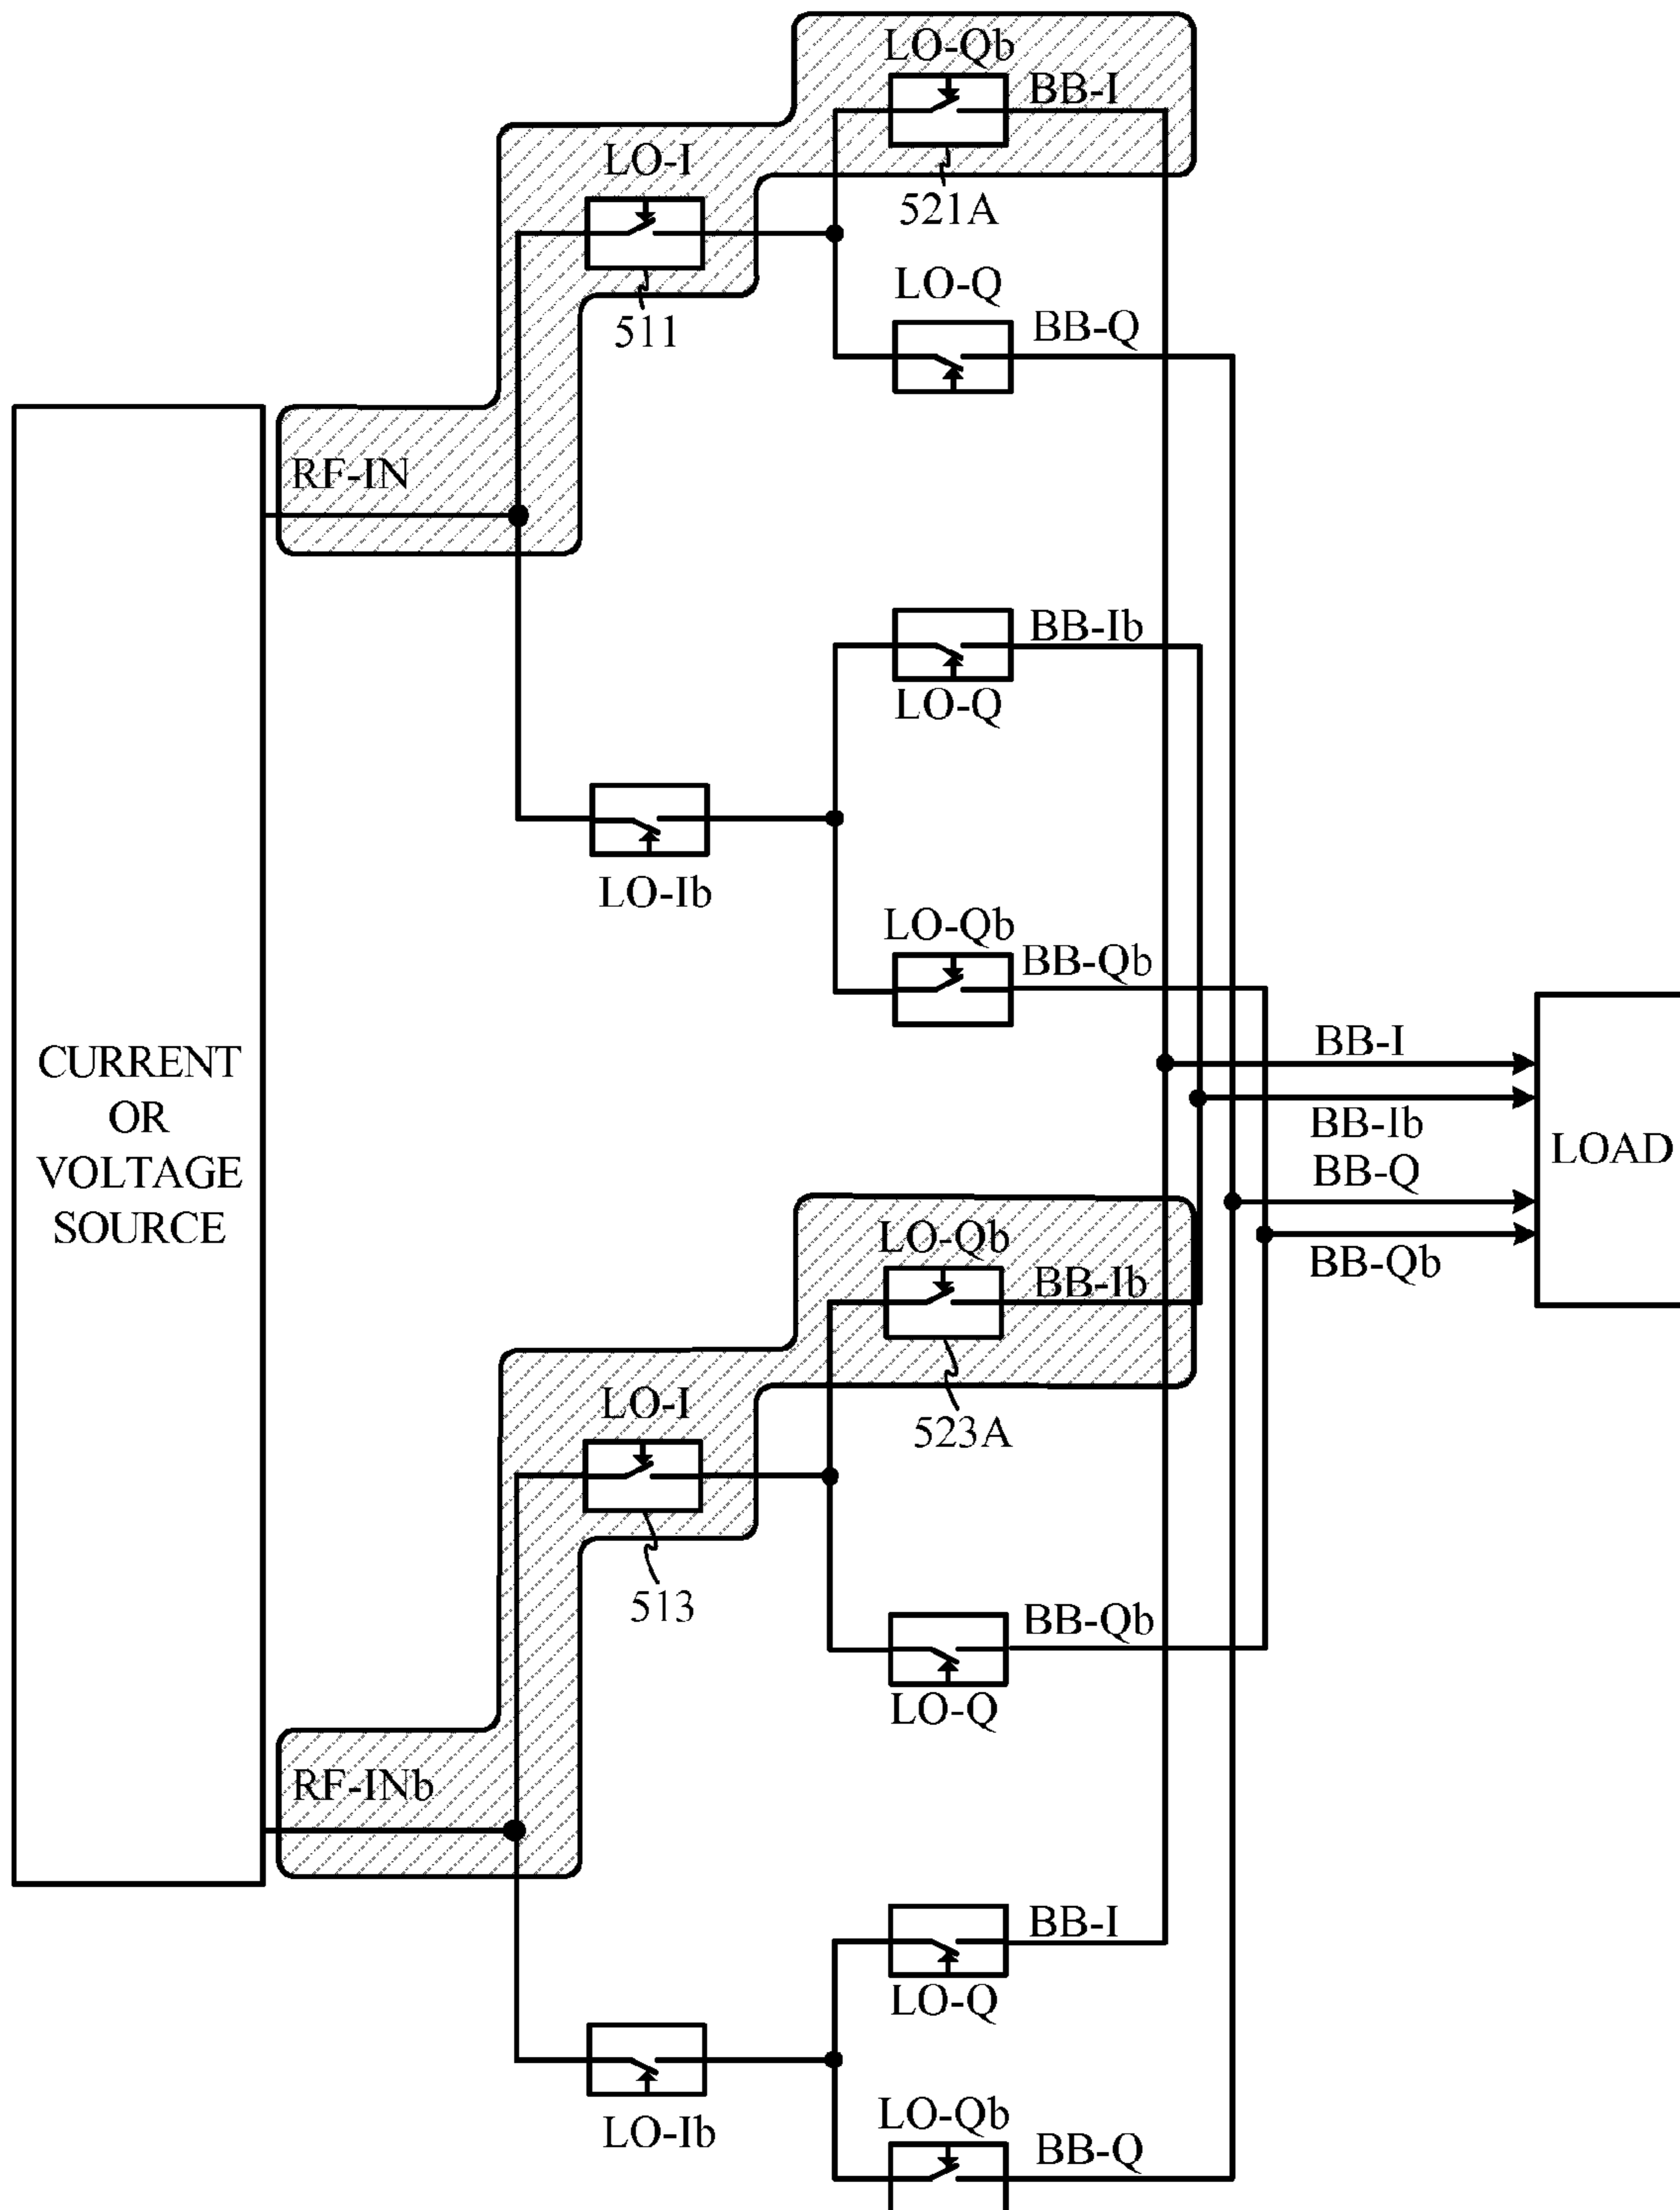 LO-Qb
BB-I
LO-I
521A
LO-Q
511
BB-Q
RF-IN
BB-Ib
LO-Q
LO-Ib
LO-Qb
BB-Qb
CURRENT
OR
VOLTAGE
SOURCE
BB-I
BB-Ib
BB-Q
BB-Qb
LOAD
LO-Qb
BB-Ib
LO-I
523A
513
BB-Qb
LO-Q
RF-INb
BB-I
LO-Q
LO-Ib
LO-Qb
BB-Q